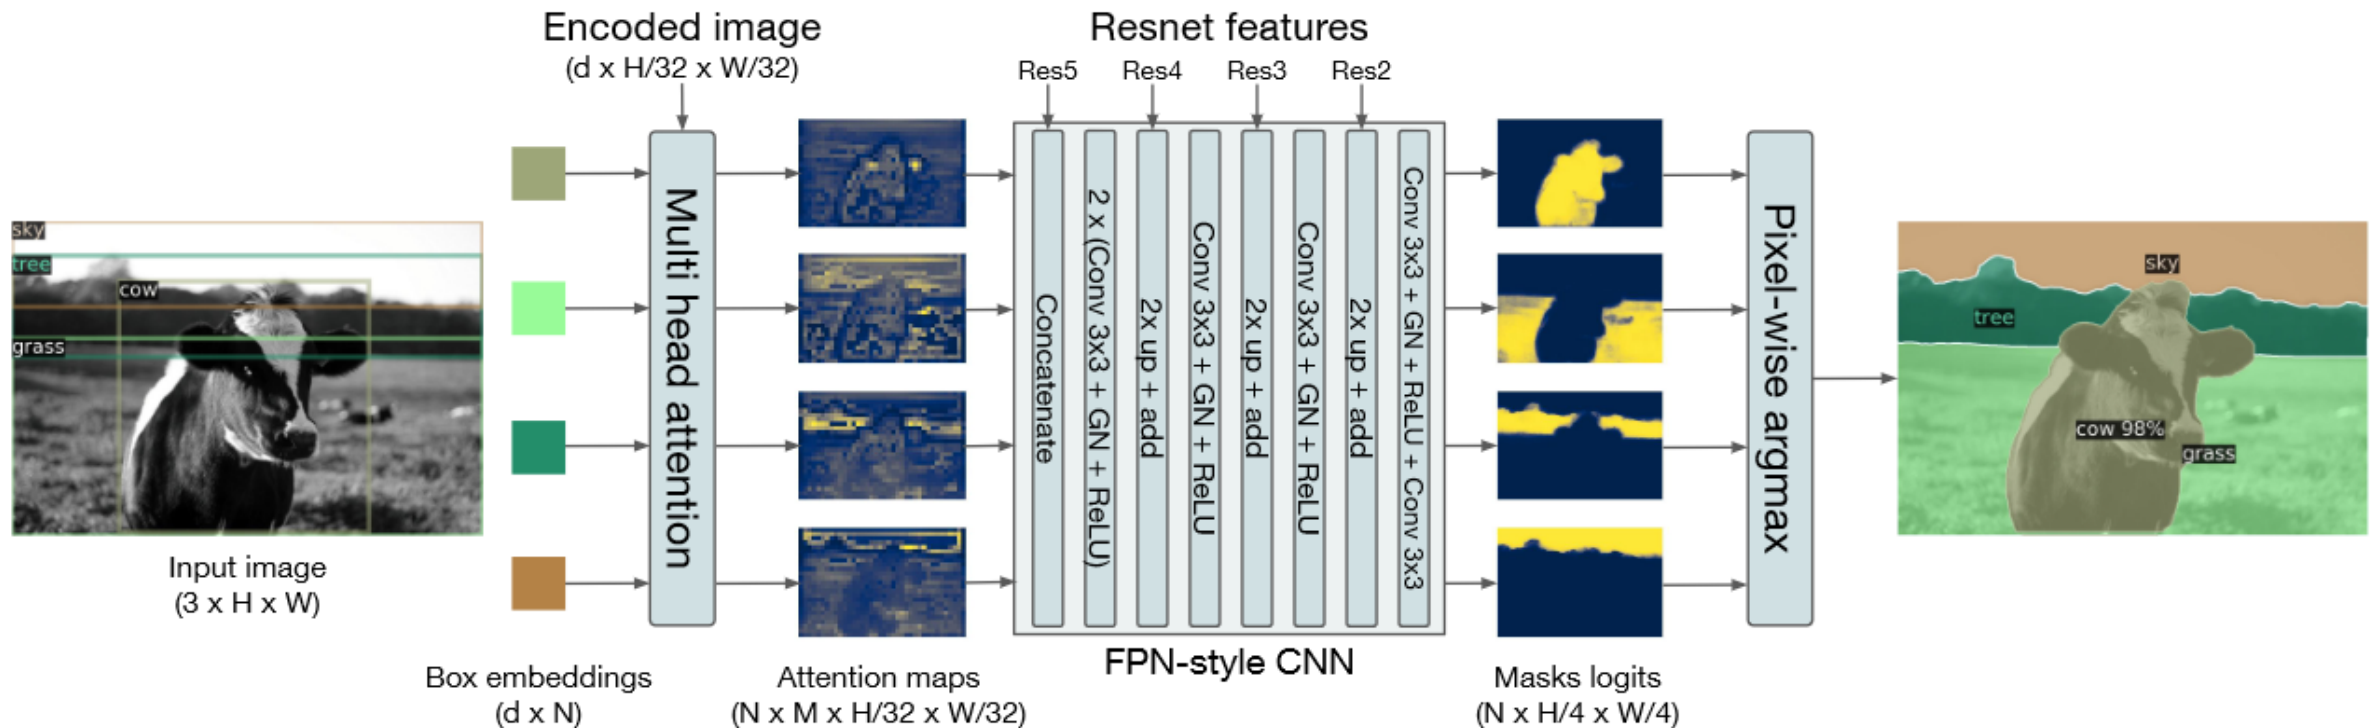 Encoded image
(d x H/32 x W/32)
Resnet features
Res5
Res4
Res3
Res2
sky
tree
cow
grass
Input image
(3 x H x W)
Box embeddings
(d x N)
Multi head attention
Attention maps
(N x M x H/32 x W/32)
Concatenate
2 x (Conv 3x3 + GN + ReLU)
2x up + add
Conv 3x3 + GN + ReLU
2x up + add
Conv 3x3 + GN + ReLU
2x up + add
Conv 3x3 + GN + ReLU + Conv 3x3
FPN-style CNN
Masks logits
(N x H/4 x W/4)
Pixel-wise argmax
sky
tree
cow 98%
grass